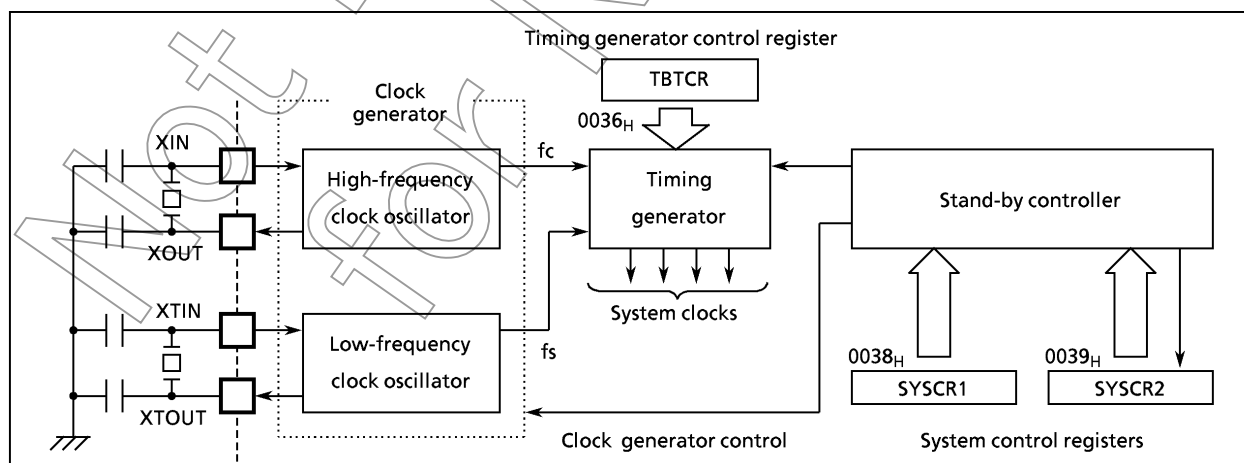 Timing generator control register
TBTCR
0036H
Clock
generator
XIN
XOUT
High-frequency
clock oscillator
fc
Timing
generator
System clocks
Stand-by controller
XTIN
XTOUT
Low-frequency
clock oscillator
fs
0038H
SYSCR1
0039H
SYSCR2
Clock generator control
System control registers
Not
for